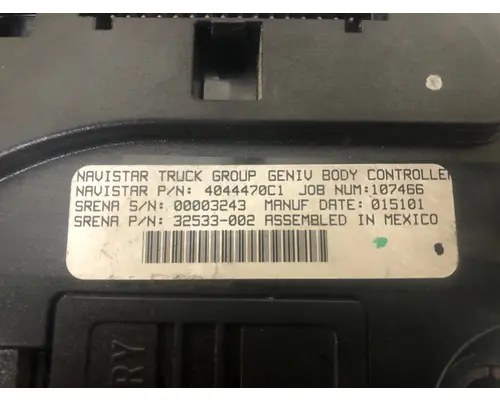 NAVISTAR TRUCK GROUP GENIV BODY CONTROLLER
NAVISTAR P/N: 4044470C1 JOB NUM:107466
SRENA S/N: 00003243 MANUF DATE: 015101
SRENA P/N: 32533-002 ASSEMBLED IN MEXICO